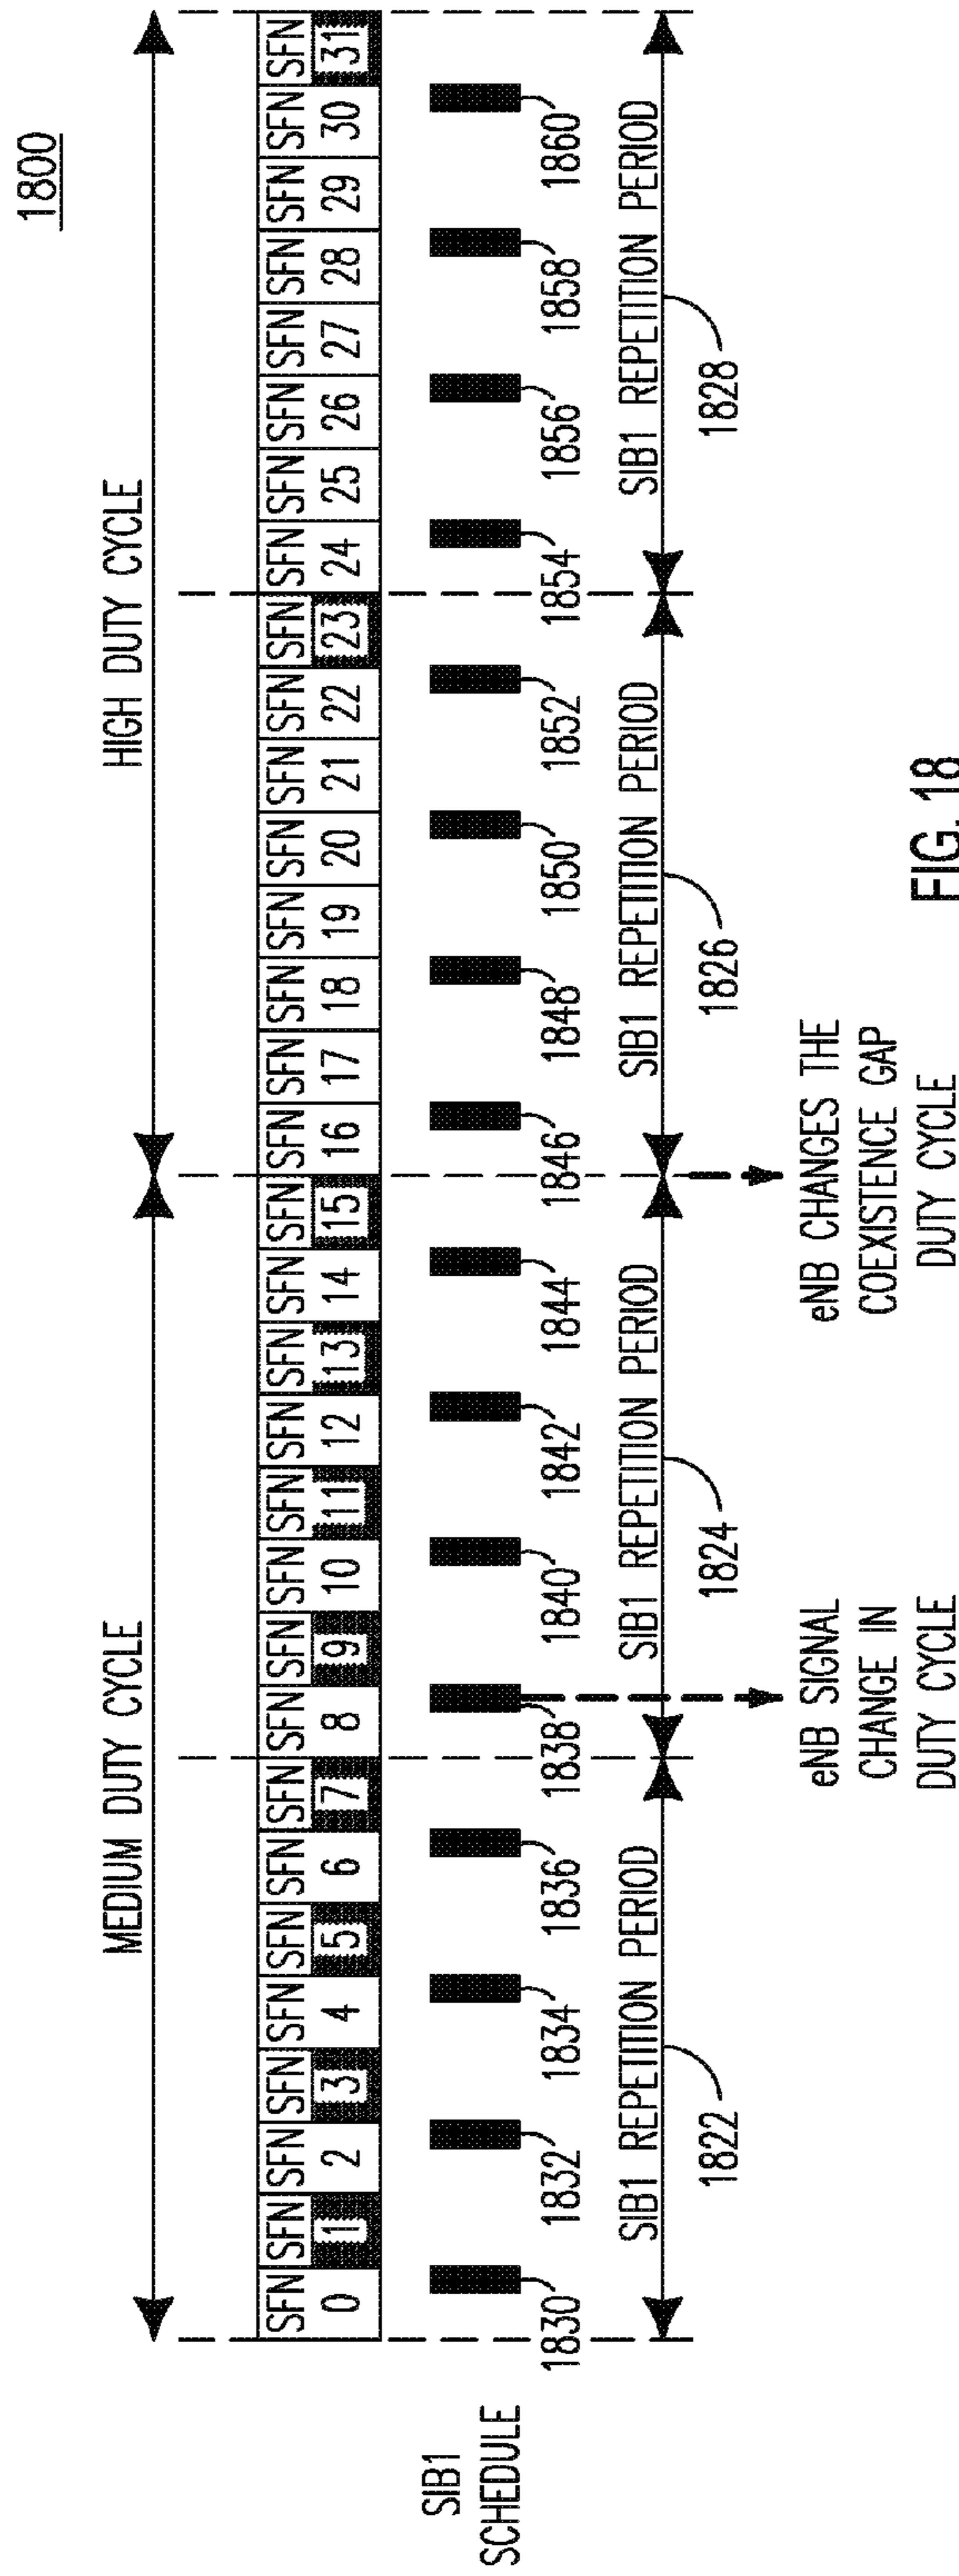 1800
MEDIUM DUTY CYCLE
HIGH DUTY CYCLE
SFN SFN SFN SFN SFN SFN SFN SFN SFN SFN SFN SFN SFN SFN SFN SFN SFN SFN SFN SFN SFN SFN SFN SFN SFN SFN SFN SFN SFN SFN SFN SFN
0 1 2 3 4 5 6 7 8 9 10 11 12 13 14 15 16 17 18 19 20 21 22 23 24 25 26 27 28 29 30 31
SIB1
SCHEDULE
1830 1832 1834 1836 1838 1840 1842 1844 1846 1848 1850 1852 1854 1856 1858 1860
SIB1 REPETITION PERIOD
SIB1 REPETITION PERIOD
SIB1 REPETITION PERIOD
SIB1 REPETITION PERIOD
1822
1824
1826
1828
eNB SIGNAL
CHANGE IN
DUTY CYCLE
eNB CHANGES THE
COEXISTENCE GAP
DUTY CYCLE
FIG. 18